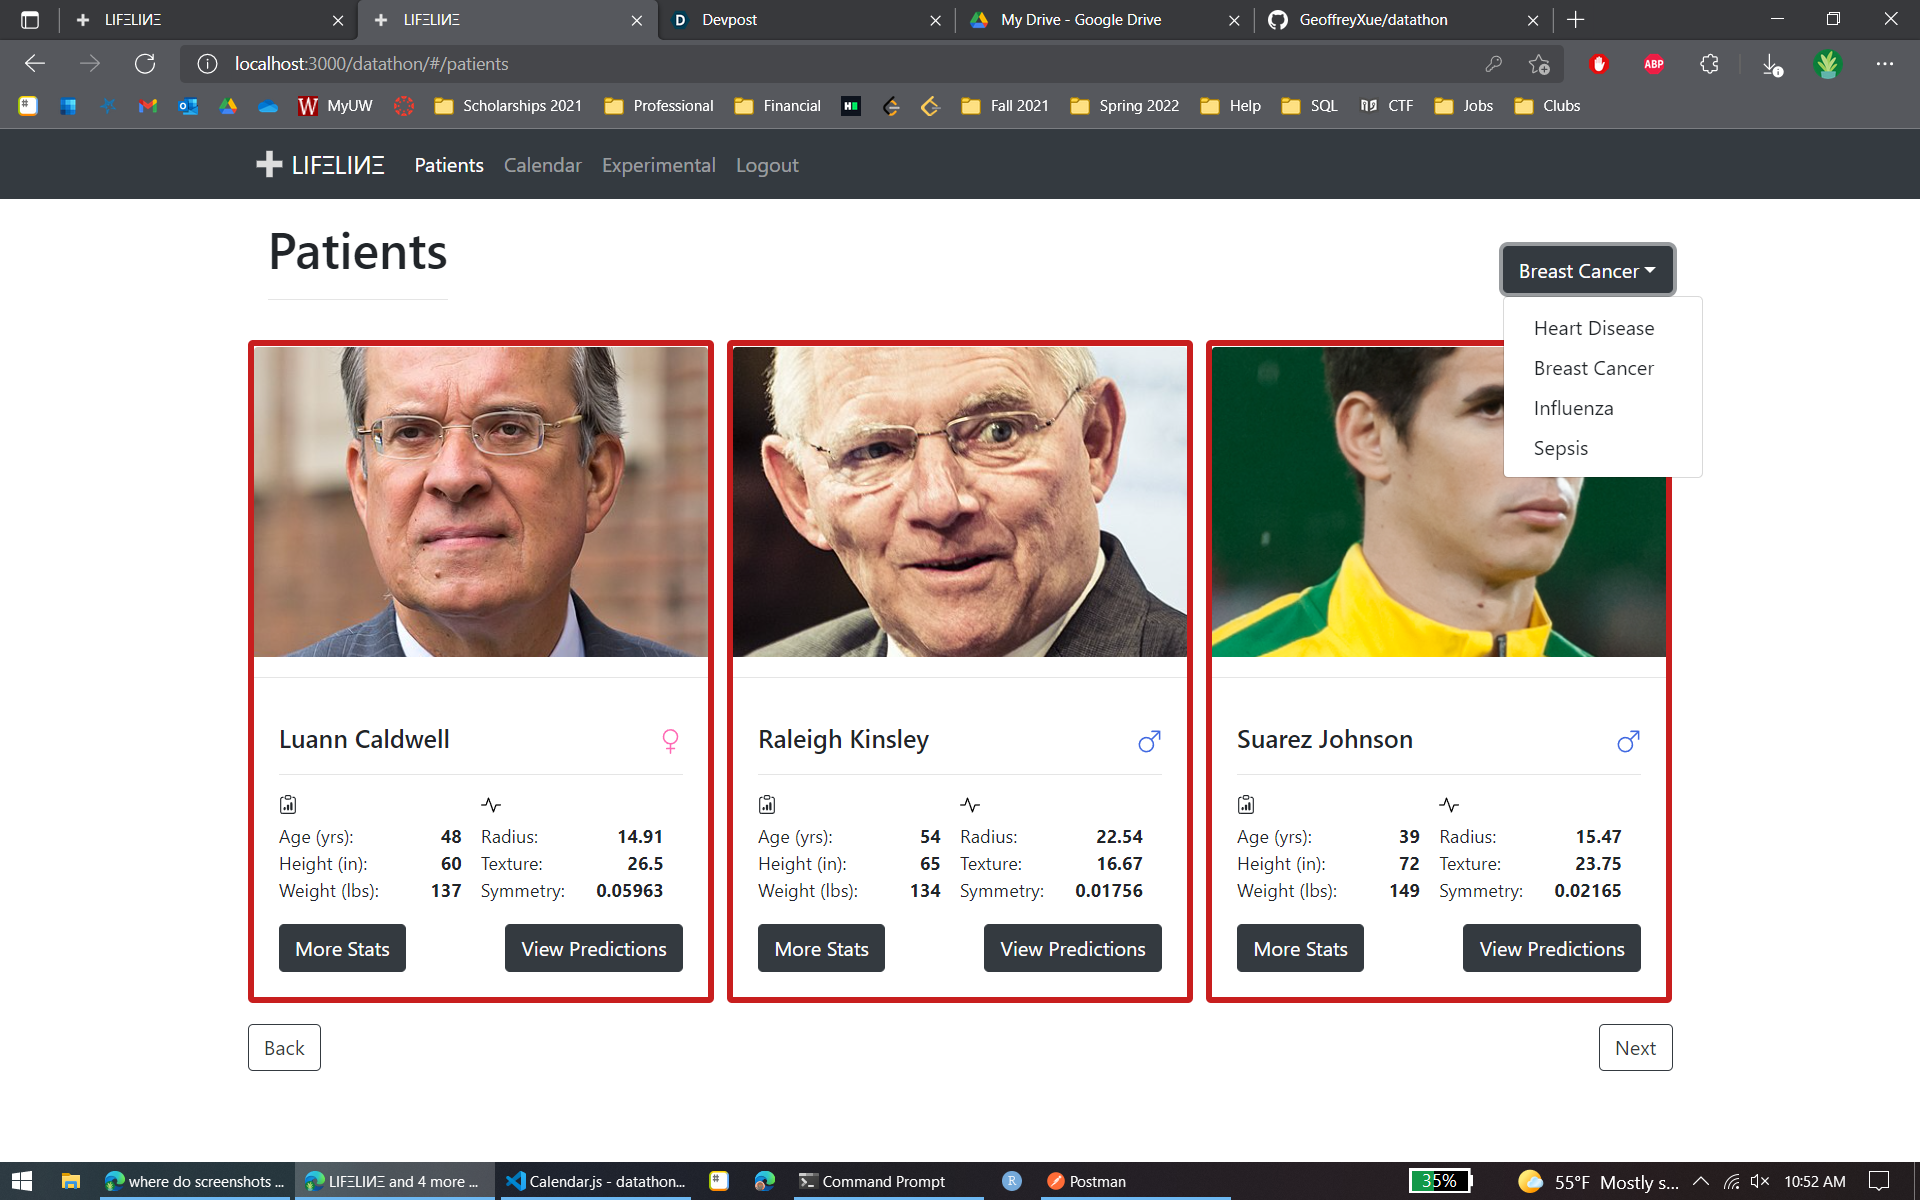 LIFΞLIИΞ
LIFΞLIИΞ
Devpost
My Drive - Google Drive
GeoffreyXue/datathon
localhost:3000/datathon/#/patients
ABP
MyUW
Scholarships 2021
Professional
Financial
Fall 2021
Spring 2022
Help
SQL
CTF
Jobs
Clubs
LIFΞLIИΞ
Patients
Calendar
Experimental
Logout
Patients
Breast Cancer
Heart Disease
Breast Cancer
Influenza
Sepsis
Luann Caldwell
Age (yrs): 48 Radius: 14.91
Height (in): 60 Texture: 26.5
Weight (lbs): 137 Symmetry: 0.05963
More Stats View Predictions
Raleigh Kinsley
Age (yrs): 54 Radius: 22.54
Height (in): 65 Texture: 16.67
Weight (lbs): 134 Symmetry: 0.01756
More Stats View Predictions
Suarez Johnson
Age (yrs): 39 Radius: 15.47
Height (in): 72 Texture: 23.75
Weight (lbs): 149 Symmetry: 0.02165
More Stats View Predictions
Back
Next
where do screenshots ...
LIFΞLIИΞ and 4 more ...
Calendar.js - datathon...
Command Prompt
R
Postman
35%
55°F Mostly s...
10:52 AM